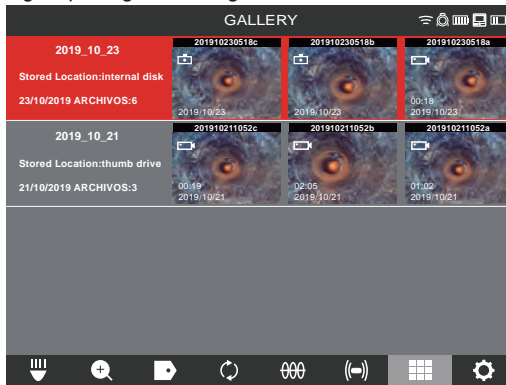 GALLERY
2019_10_23
Stored Location:internal disk
23/10/2019 ARCHIVOS:6
201910230518c
2019/10/23
201910230518b
2019/10/23
201910230518a
00:18
2019/10/23
2019_10_21
Stored Location:thumb drive
21/10/2019 ARCHIVOS:3
201910211052c
00:19
2019/10/21
201910211052b
02:05
2019/10/21
201910211052a
01:02
2019/10/21